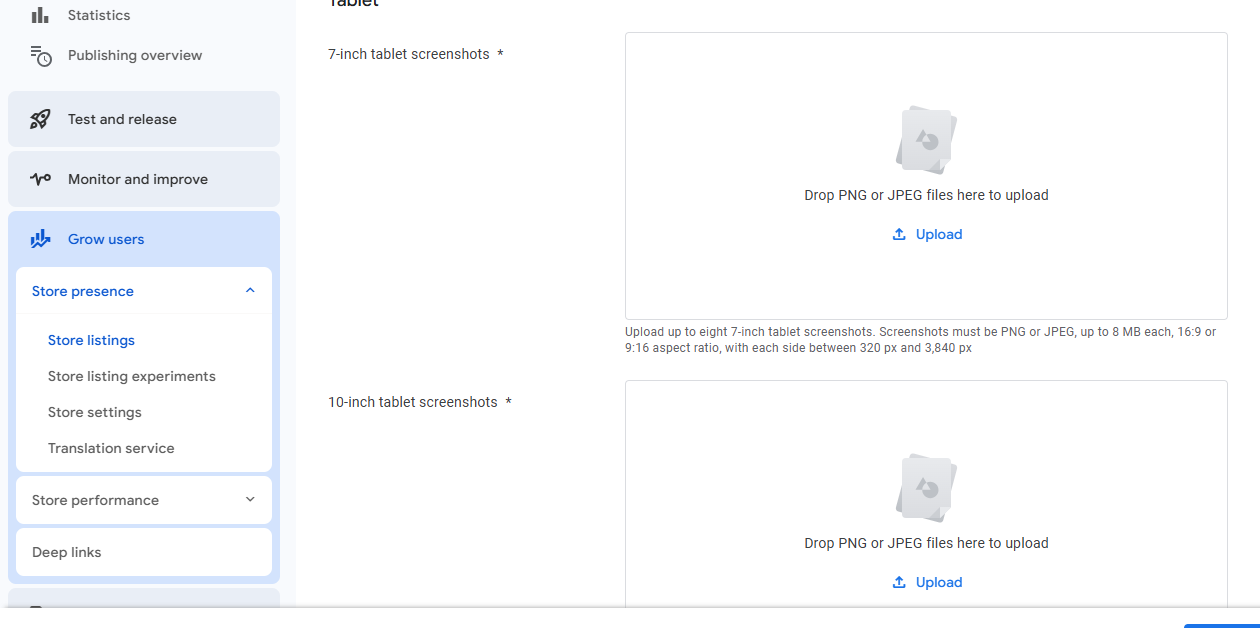 Statistics
Publishing overview
Test and release
Monitor and improve
Grow users
Store presence
Store listings
Store listing experiments
Store settings
Translation service
Store performance
Deep links
Tablet
7-inch tablet screenshots *
Drop PNG or JPEG files here to upload
Upload
Upload up to eight 7-inch tablet screenshots. Screenshots must be PNG or JPEG, up to 8 MB each, 16:9 or
9:16 aspect ratio, with each side between 320 px and 3,840 px
10-inch tablet screenshots *
Drop PNG or JPEG files here to upload
Upload